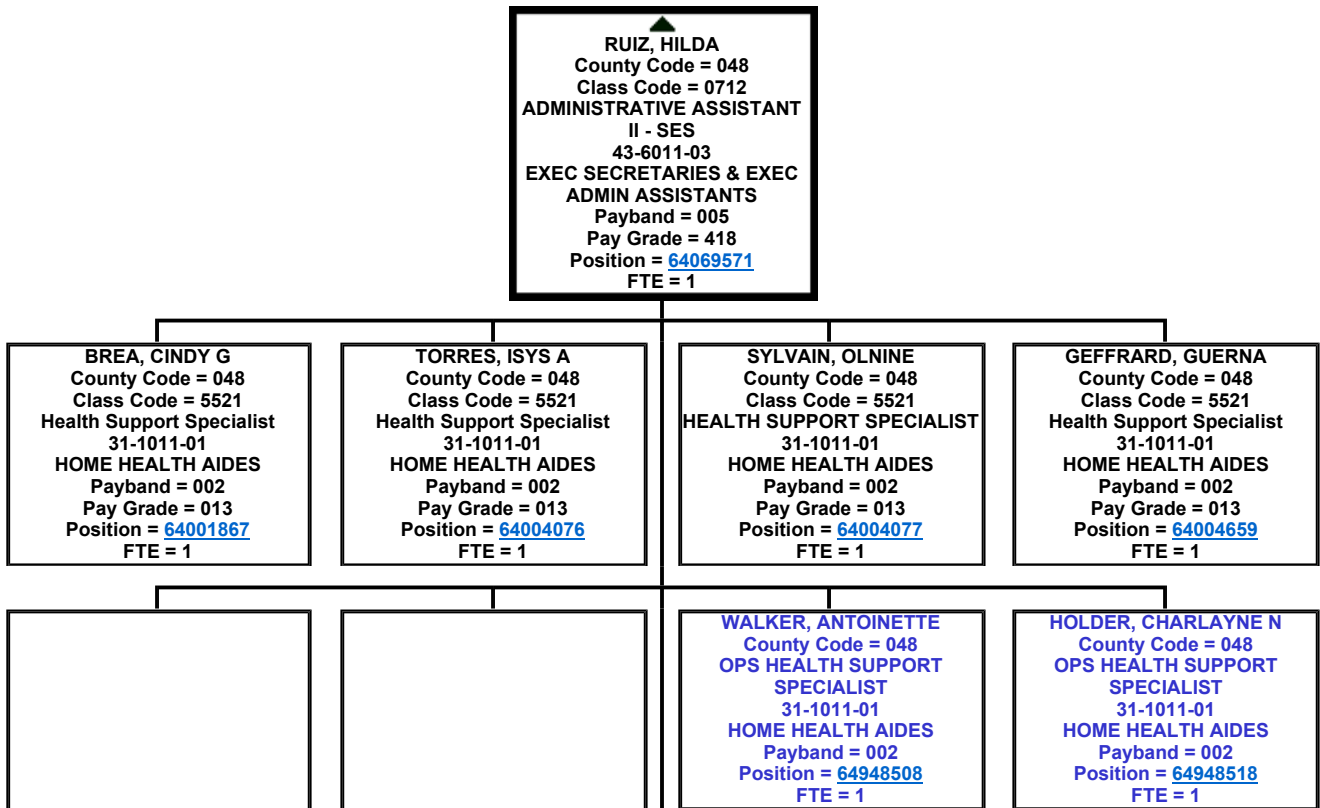 RUIZ, HILDA
County Code = 048
Class Code = 0712
ADMINISTRATIVE ASSISTANT
II - SES
43-6011-03
EXEC SECRETARIES & EXEC
ADMIN ASSISTANTS
Payband = 005
Pay Grade = 418
Position = 64069571
FTE = 1
BREA, CINDY G
County Code = 048
Class Code = 5521
Health Support Specialist
31-1011-01
HOME HEALTH AIDES
Payband = 002
Pay Grade = 013
Position = 64001867
FTE = 1
TORRES, ISYS A
County Code = 048
Class Code = 5521
Health Support Specialist
31-1011-01
HOME HEALTH AIDES
Payband = 002
Pay Grade = 013
Position = 64004076
FTE = 1
SYLVAIN, OLNINE
County Code = 048
Class Code = 5521
HEALTH SUPPORT SPECIALIST
31-1011-01
HOME HEALTH AIDES
Payband = 002
Pay Grade = 013
Position = 64004077
FTE = 1
GEFFRARD, GUERNA
County Code = 048
Class Code = 5521
Health Support Specialist
31-1011-01
HOME HEALTH AIDES
Payband = 002
Pay Grade = 013
Position = 64004659
FTE = 1
WALKER, ANTOINETTE
County Code = 048
OPS HEALTH SUPPORT
SPECIALIST
31-1011-01
HOME HEALTH AIDES
Payband = 002
Position = 64948508
FTE = 1
HOLDER, CHARLAYNE N
County Code = 048
OPS HEALTH SUPPORT
SPECIALIST
31-1011-01
HOME HEALTH AIDES
Payband = 002
Position = 64948518
FTE = 1